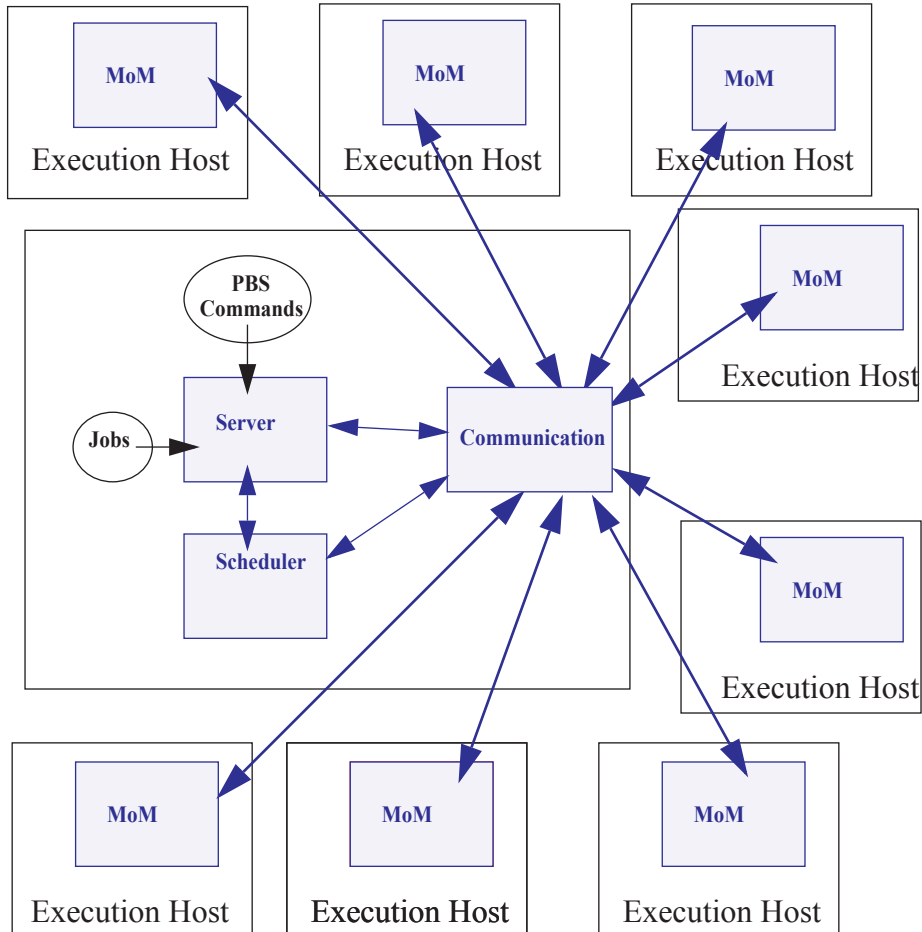 MoM
Execution Host
MoM
Execution Host
MoM
Execution Host
MoM
Execution Host
PBS
Commands
Jobs
Server
Communication
Scheduler
MoM
Execution Host
MoM
Execution Host
MoM
Execution Host
MoM
Execution Host